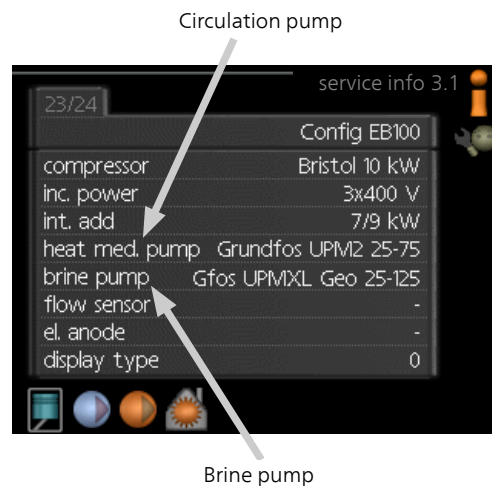 Circulation pump
service info 3.1
23/24
Config EB100
compressor Bristol 10 kW
inc. power 3x400 V
int. add 7/9 kW
heat med. pump Grundfos UPM2 25-75
brine pump Gfos UPMXL Geo 25-125
flow sensor -
el. anode -
display type 0
Brine pump